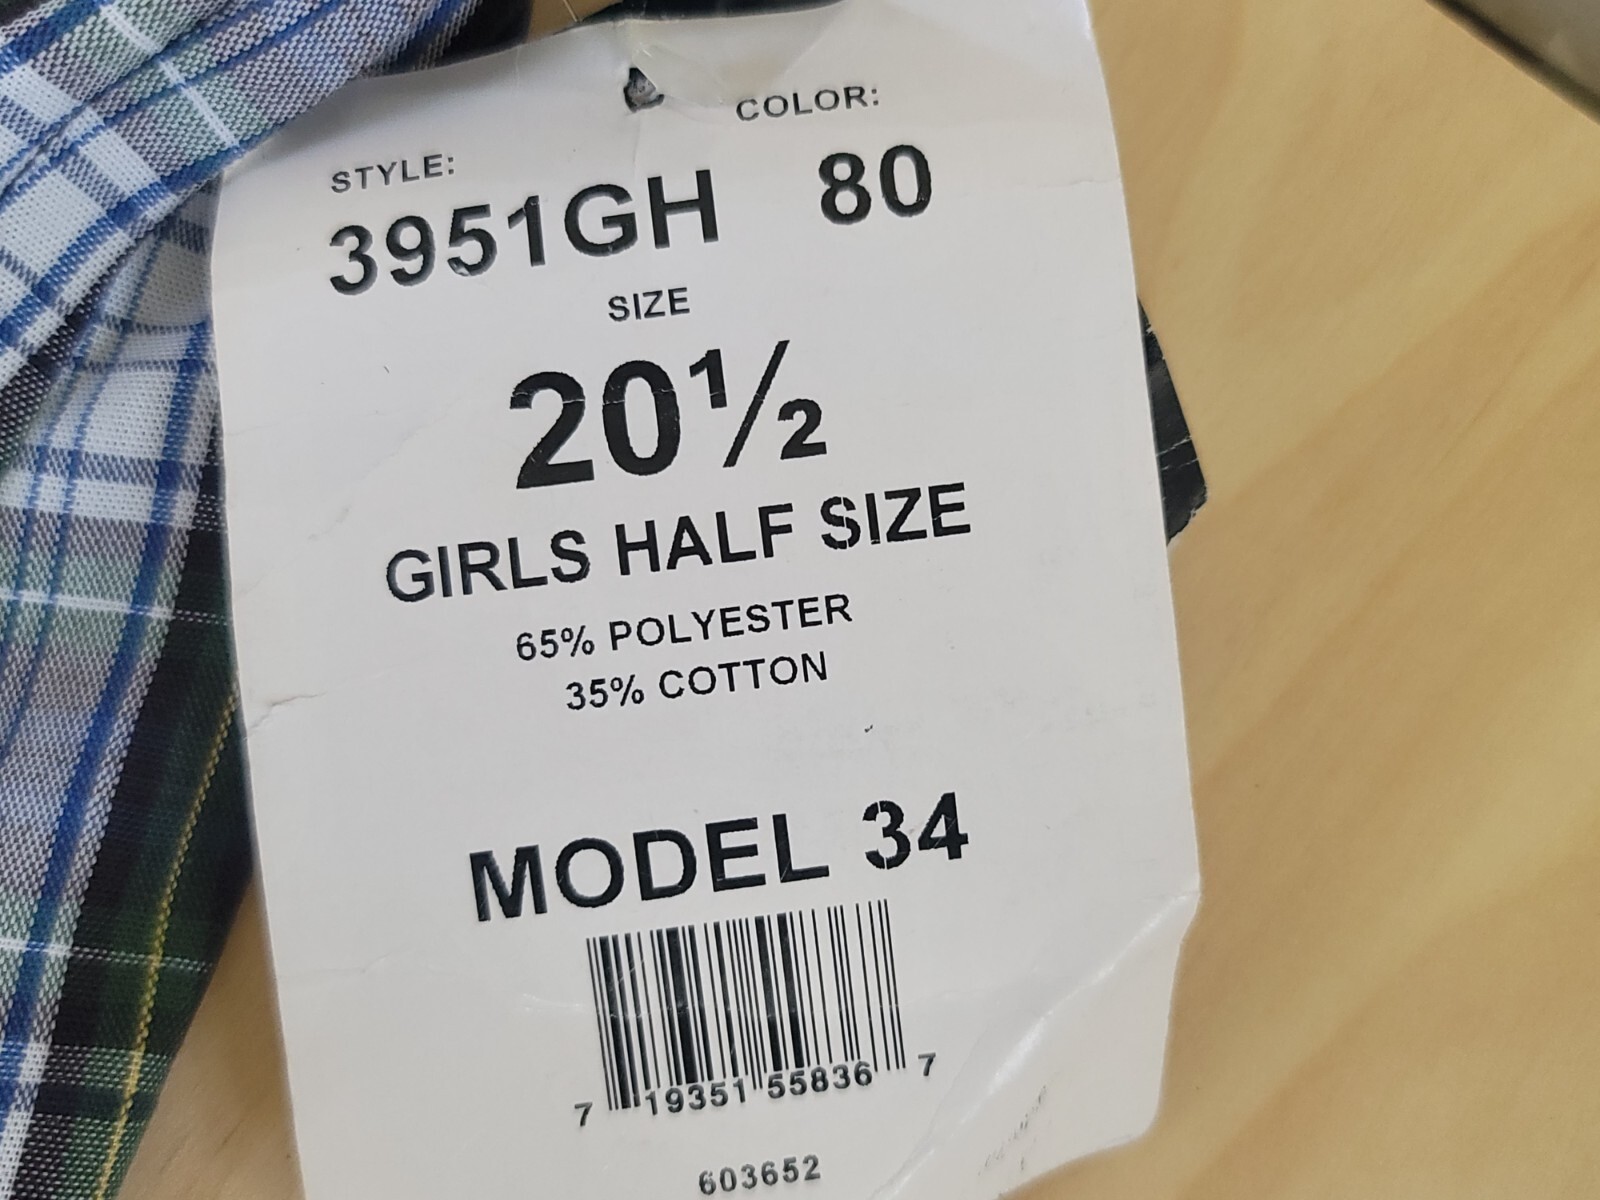 STYLE: COLOR:
3951GH 80
SIZE
20½
GIRLS HALF SIZE
65% POLYESTER
35% COTTON
MODEL 34
7 19351 55836 7
603652